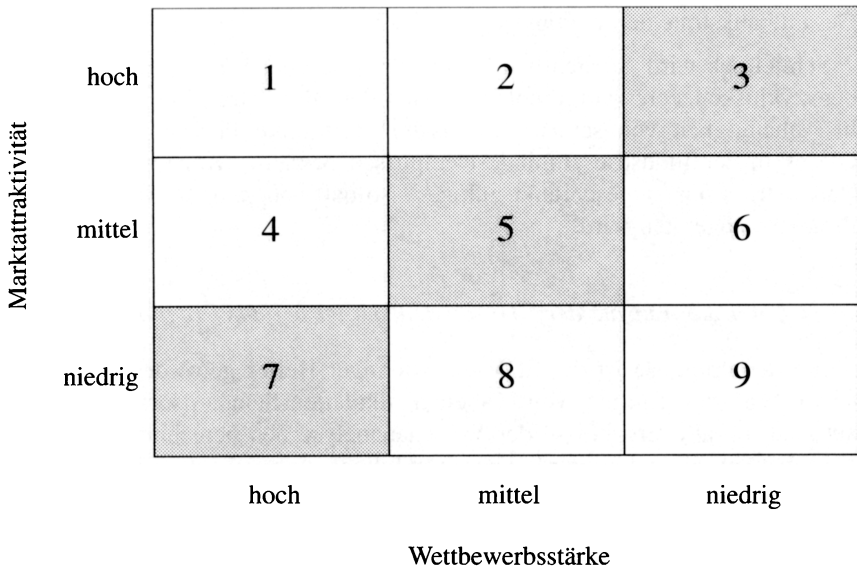 hoch 1 2 3
Marktattraktivität
mittel 4 5 6
niedrig 7 8 9
hoch mittel niedrig
Wettbewerbsstärke